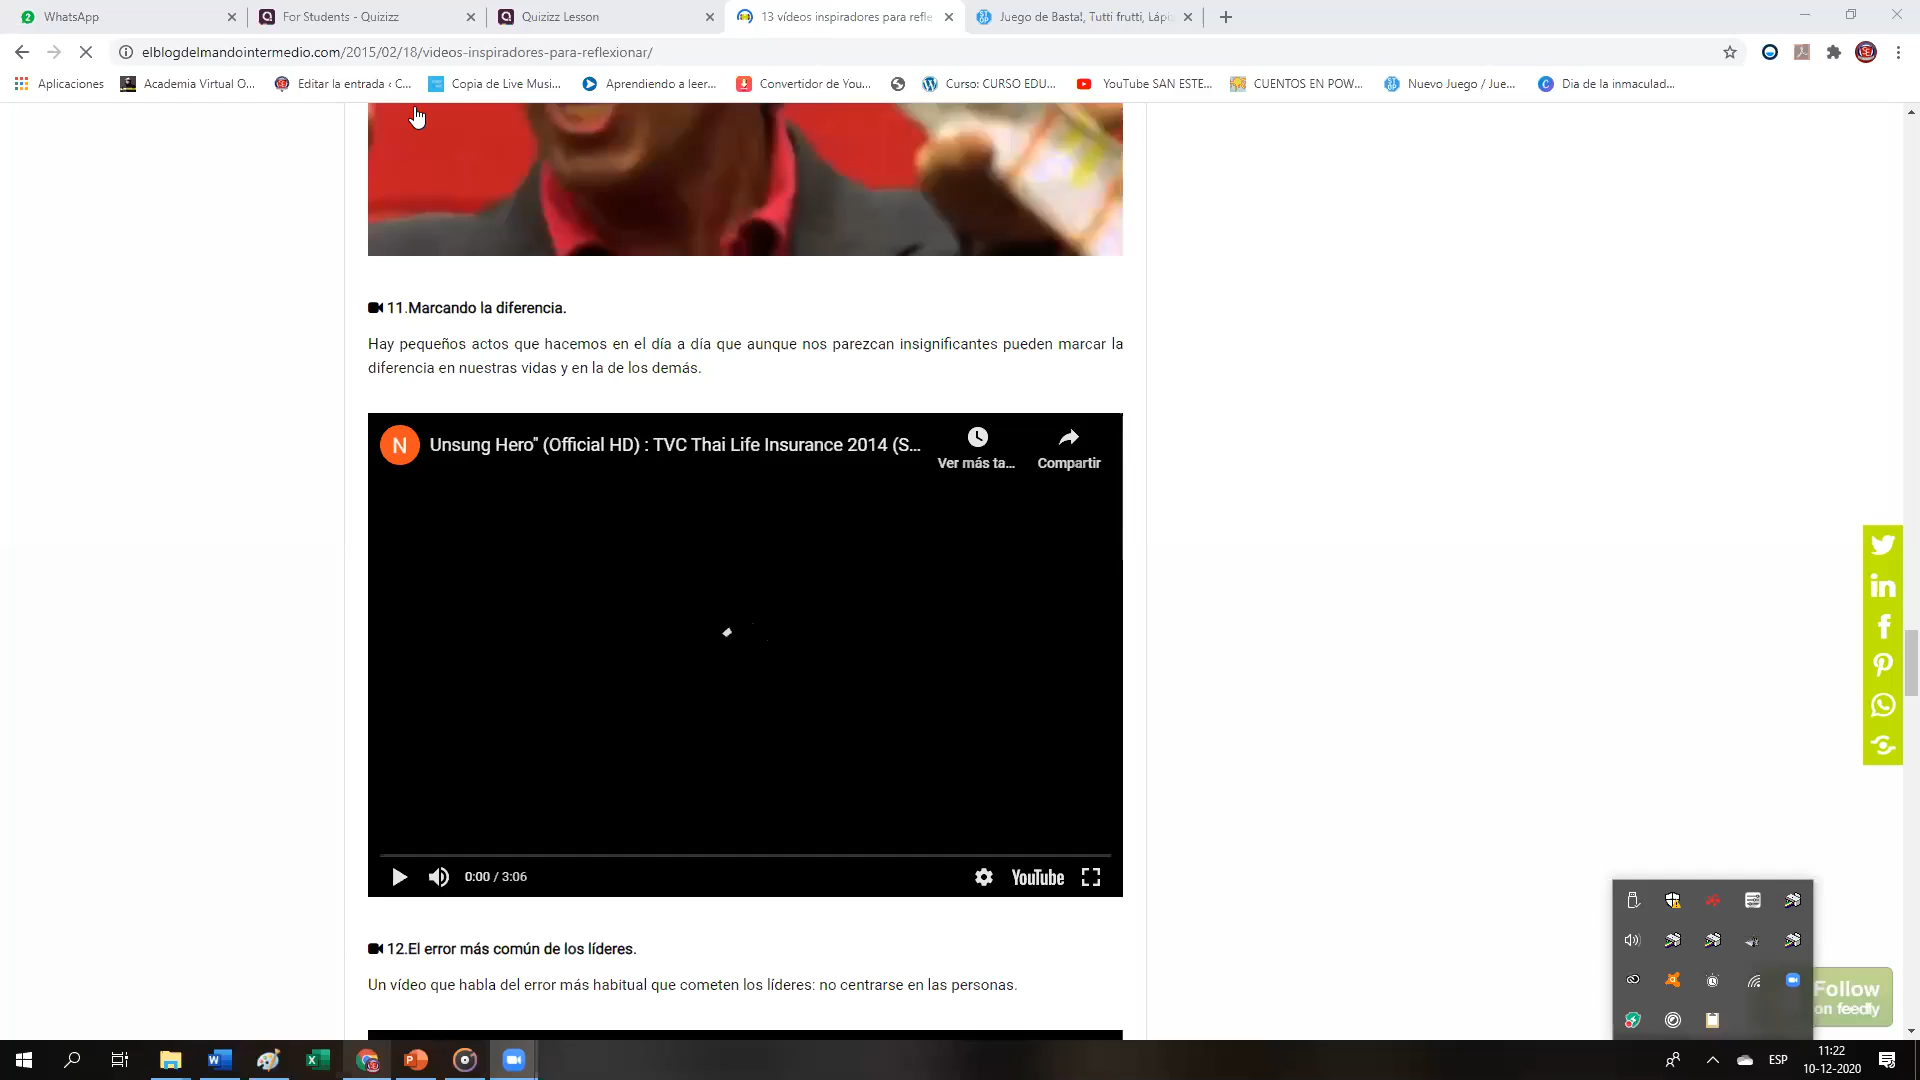 WhatsApp
For Students - Quizizz
Quizizz Lesson
13 vídeos inspiradores para refle
Juego de Basta!, Tutti frutti, Lápi
elblogdelmandointermedio.com/2015/02/18/videos-inspiradores-para-reflexionar/
Aplicaciones
Academia Virtual O...
Editar la entrada ‹ C...
Copia de Live Musi...
Aprendiendo a leer...
Convertidor de You...
Curso: CURSO EDU...
YouTube SAN ESTE...
CUENTOS EN POW...
Nuevo Juego / Jue...
Dia de la inmaculad...
11.Marcando la diferencia.
Hay pequeños actos que hacemos en el día a día que aunque nos parezcan insignificantes pueden marcar la
diferencia en nuestras vidas y en la de los demás.
N
Unsung Hero" (Official HD) : TVC Thai Life Insurance 2014 (S...
Ver más ta...
Compartir
0:00 / 3:06
YouTube
12.El error más común de los líderes.
Un vídeo que habla del error más habitual que cometen los líderes: no centrarse en las personas.
Follow
on feedly
ESP
11:22
10-12-2020